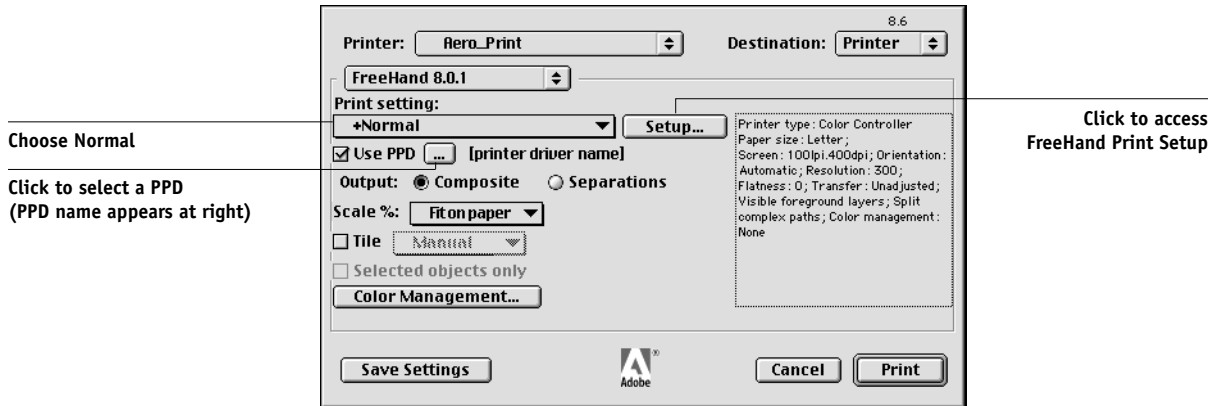 8.6
Printer: Aero_Print Destination: Printer
FreeHand 8.0.1
Print setting:
+Normal Setup...
Use PPD ... [printer driver name]
Output: Composite Separations
Scale %: Fit on paper
Tile Manual
Selected objects only
Color Management...
Printer type: Color Controller
Paper size: Letter;
Screen: 100lpi.400dpi; Orientation:
Automatic; Resolution: 300;
Flatness: 0; Transfer: Unadjusted;
Visible foreground layers; Split
complex paths; Color management:
None
Save Settings Adobe ® Cancel Print
Choose Normal
Click to select a PPD
(PPD name appears at right)
Click to access
FreeHand Print Setup